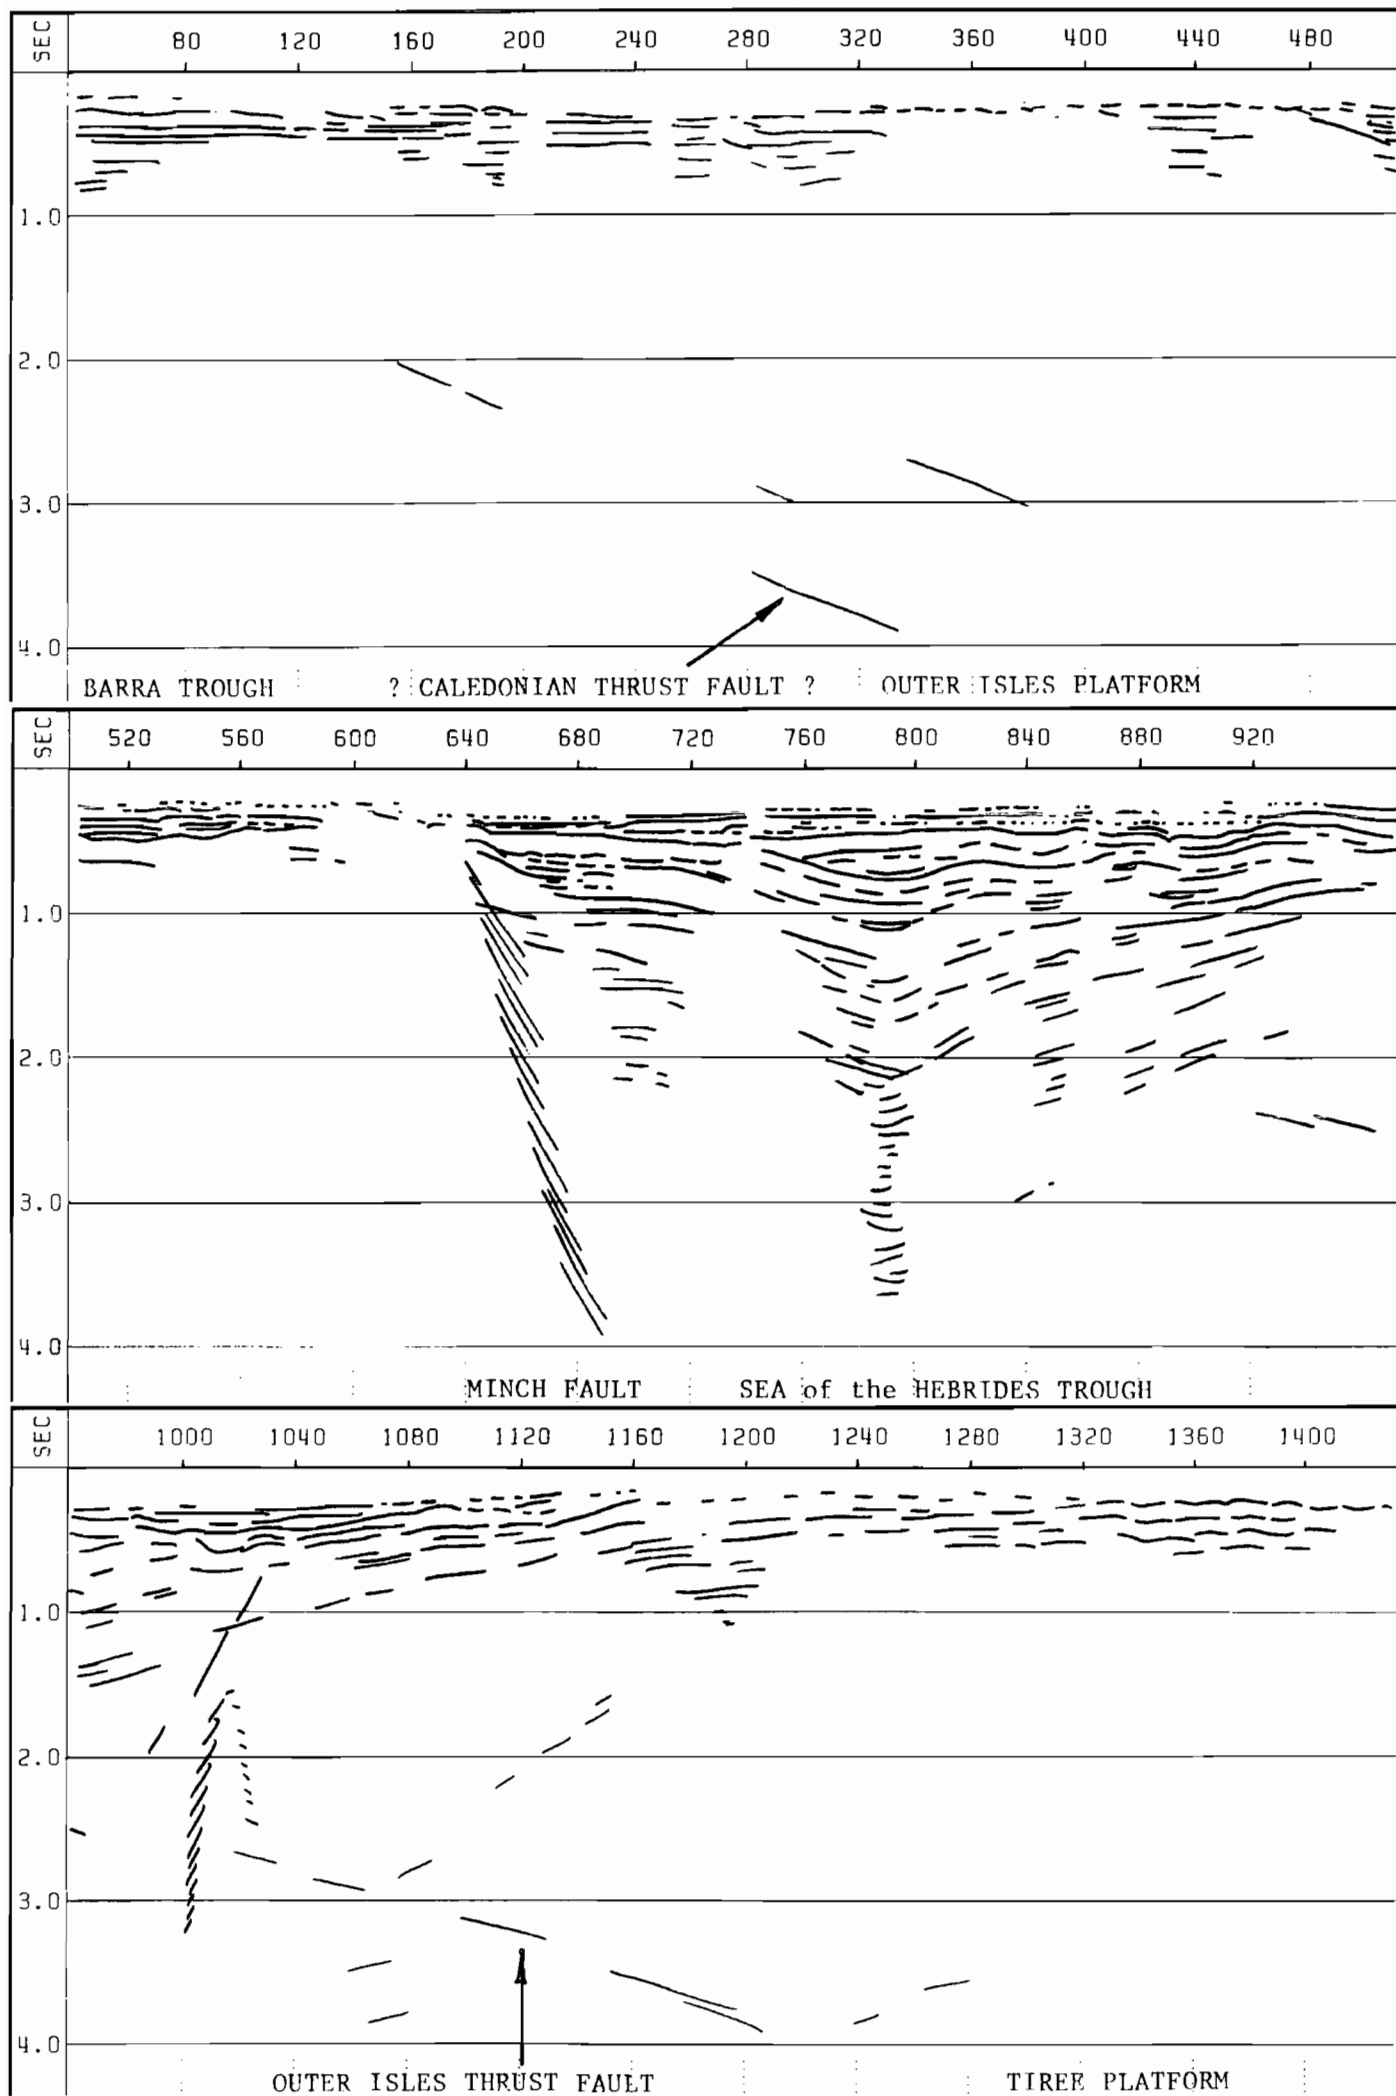 SEC 80 120 160 200 240 280 320 360 400 440 480
1.0
2.0
3.0
4.0
BARRA TROUGH ? CALEDONIAN THRUST FAULT ? OUTER ISLES PLATFORM
SEC 520 560 600 640 680 720 760 800 840 880 920
1.0
2.0
3.0
4.0
MINCH FAULT SEA of the HEBRIDES TROUGH
SEC 1000 1040 1080 1120 1160 1200 1240 1280 1320 1360 1400
1.0
2.0
3.0
4.0
OUTER ISLES THRUST FAULT TIREE PLATFORM